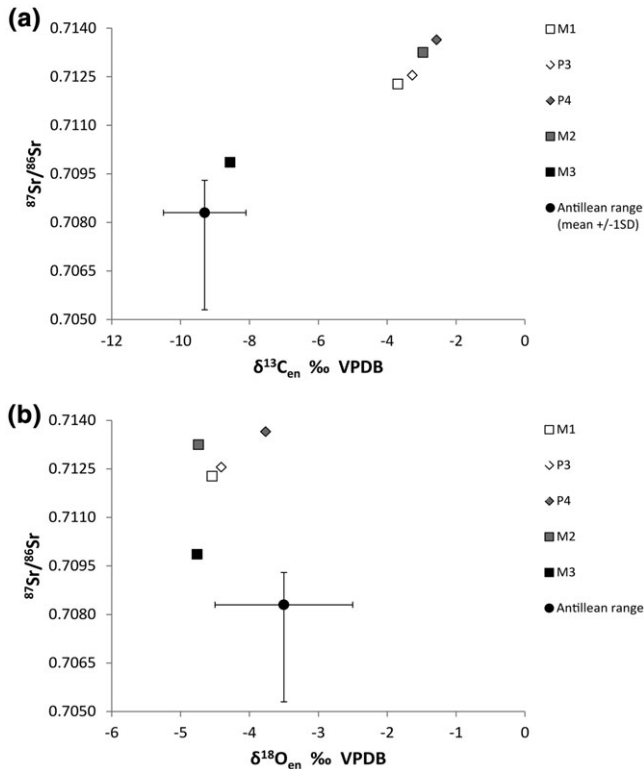 (a)
0.7140
0.7125
0.7110
0.7095
0.7080
0.7065
0.7050
⁸⁷Sr/⁸⁶Sr
-12 -10 -8 -6 -4 -2 0
δ¹³Cₑₙ ‰ VPDB
M1
P3
P4
M2
M3
Antillean range
(mean +/-1SD)
(b)
0.7140
0.7125
0.7110
0.7095
0.7080
0.7065
0.7050
⁸⁷Sr/⁸⁶Sr
-6 -5 -4 -3 -2 -1 0
δ¹⁸Oₑₙ ‰ VPDB
M1
P3
P4
M2
M3
Antillean range